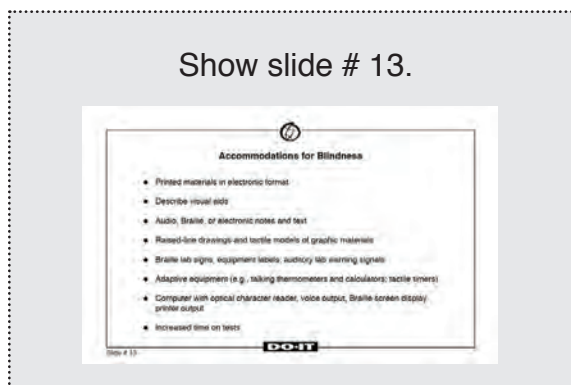 Show slide # 13.
Accommodations for Blindness
• Printed materials in electronic format
• Describe visual aids
• Audio, Braille, or electronic notes and text
• Raised-line drawings and tactile models of graphic materials
• Braille lab signs, equipment labels; auditory lab warning signals
• Adaptive equipment (e.g., talking thermometers and calculators; tactile timers)
• Computer with optical character reader, voice output, Braille screen display,
printer output
• Increased time on tests
DO-IT
Slide # 13